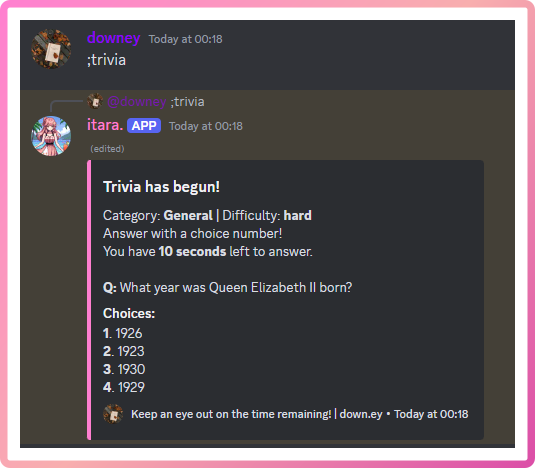 downey Today at 00:18
;trivia
@downey ;trivia
itara. APP Today at 00:18
(edited)
Trivia has begun!
Category: General | Difficulty: hard
Answer with a choice number!
You have 10 seconds left to answer.
Q: What year was Queen Elizabeth II born?
Choices:
1. 1926
2. 1923
3. 1930
4. 1929
Keep an eye out on the time remaining! | down.ey • Today at 00:18